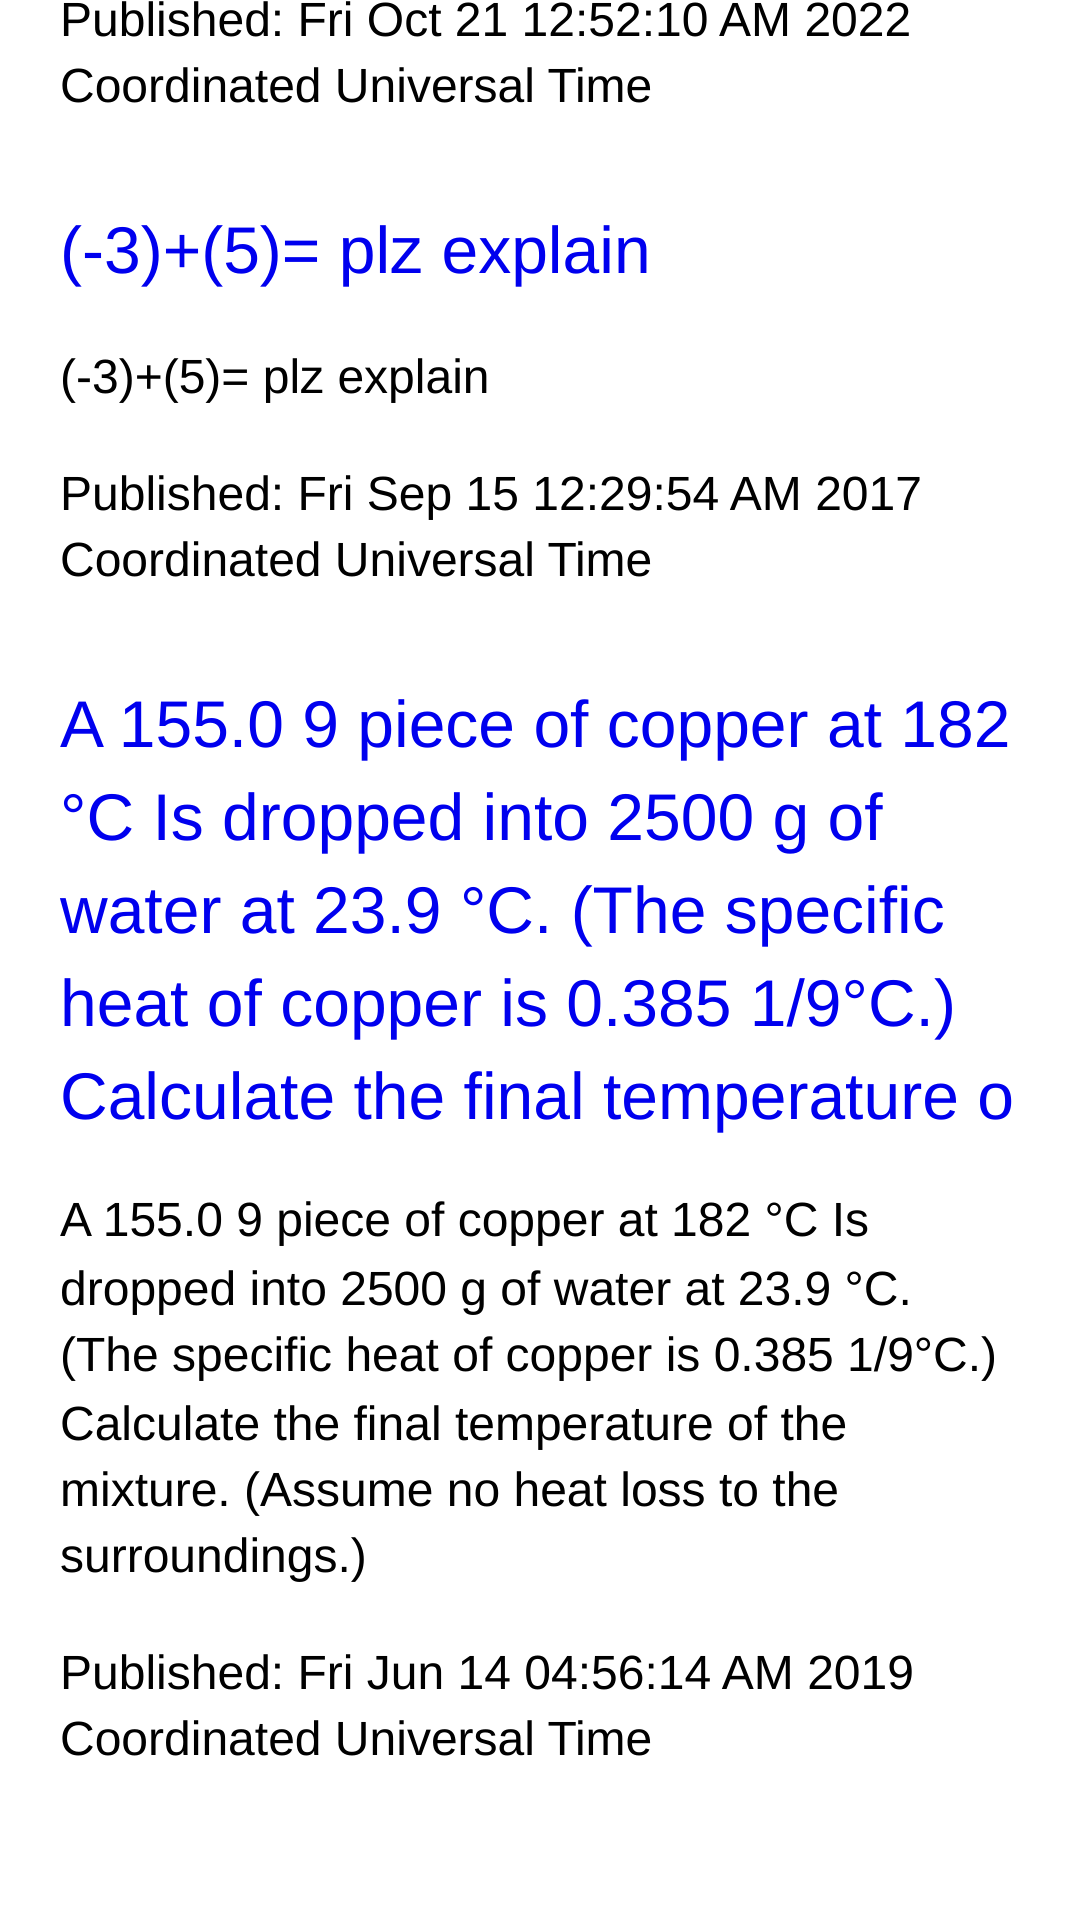 Published: Fri Oct 21 12:52:10 AM 2022
Coordinated Universal Time
(-3)+(5)= plz explain
(-3)+(5)= plz explain
Published: Fri Sep 15 12:29:54 AM 2017
Coordinated Universal Time
A 155.0 9 piece of copper at 182
°C Is dropped into 2500 g of
water at 23.9 °C. (The specific
heat of copper is 0.385 1/9°C.)
Calculate the final temperature o
A 155.0 9 piece of copper at 182 °C Is
dropped into 2500 g of water at 23.9 °C.
(The specific heat of copper is 0.385 1/9°C.)
Calculate the final temperature of the
mixture. (Assume no heat loss to the
surroundings.)
Published: Fri Jun 14 04:56:14 AM 2019
Coordinated Universal Time